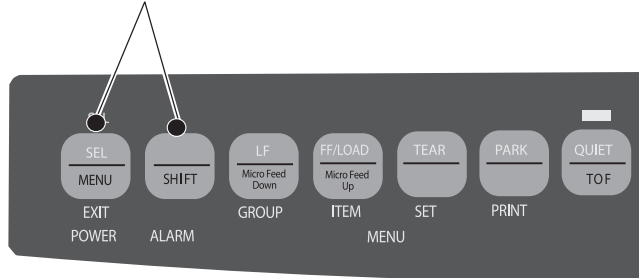 SEL LF FF/LOAD TEAR PARK QUIET
MENU SHIFT Micro Feed Down Micro Feed Up TOF
EXIT GROUP ITEM SET PRINT
POWER ALARM MENU